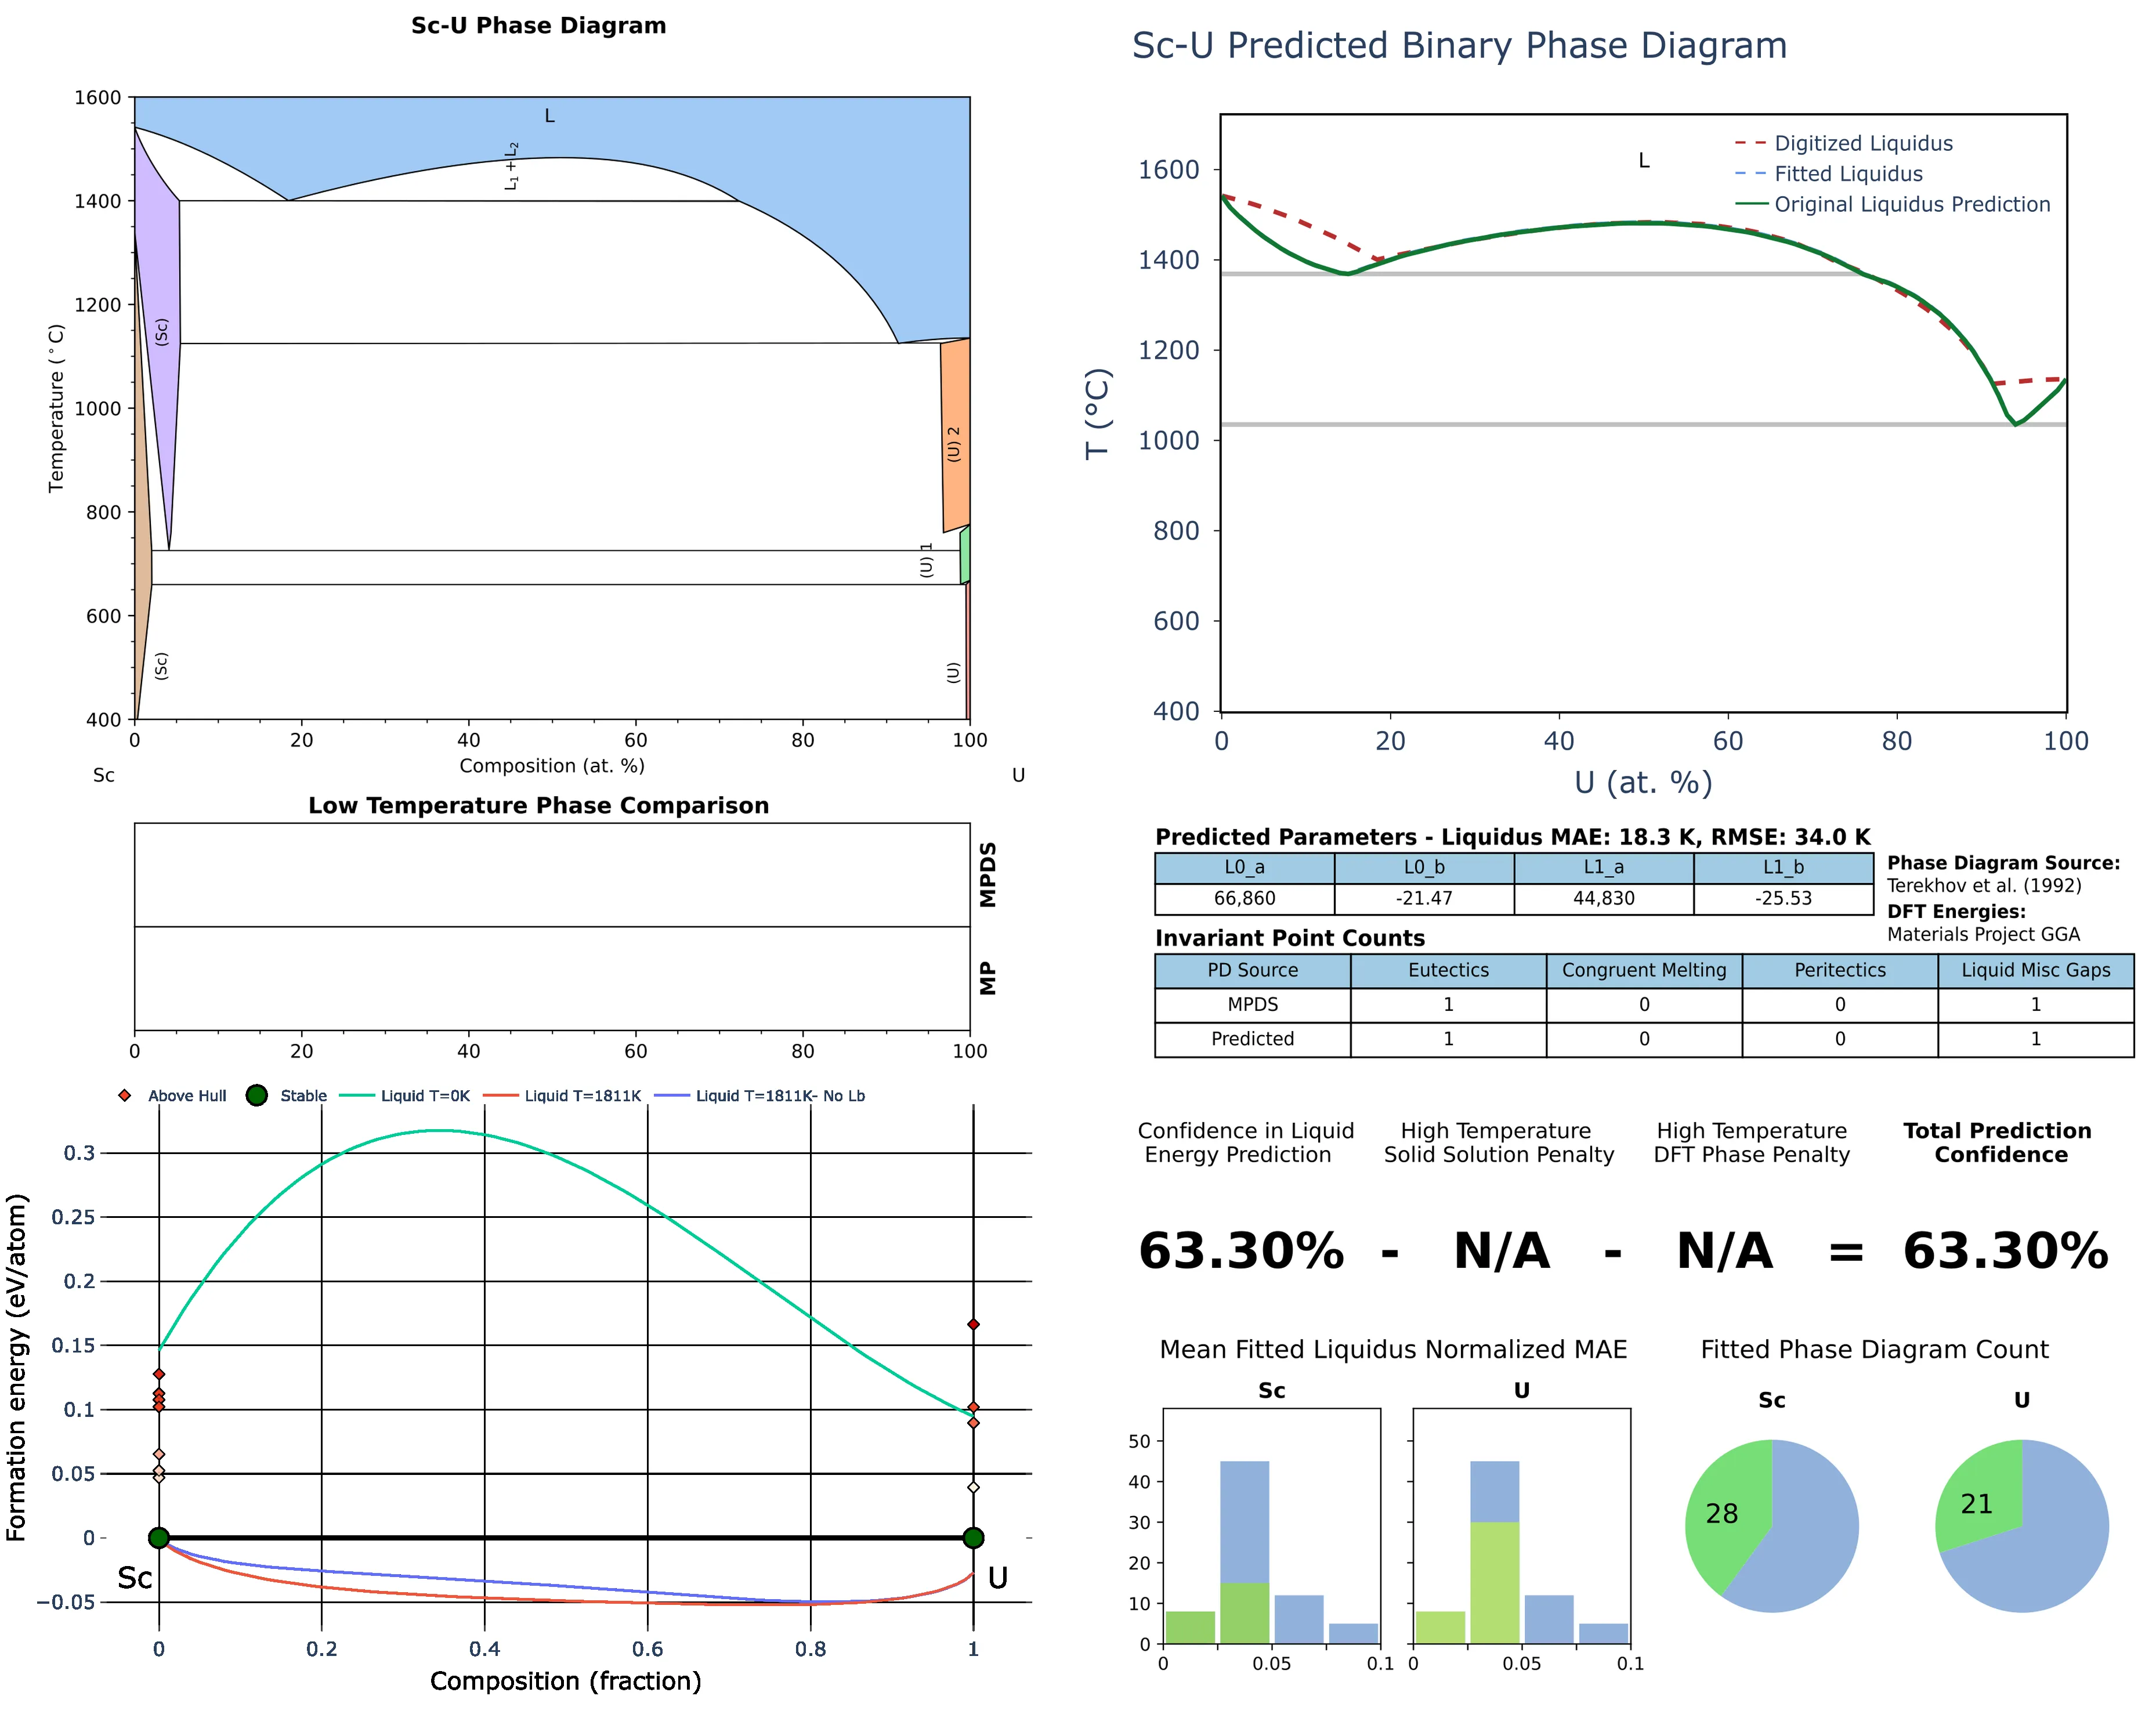 Sc-U Phase Diagram
1600
1400
1200
1000
800
600
400
Temperature (°C)
L
L1 + L2
(Sc)
(U) 2
(U) 1
(Sc)
(U)
0 20 40 60 80 100
Composition (at. %)
Sc U
Low Temperature Phase Comparison
MPDS
MP
0 20 40 60 80 100
Above Hull Stable Liquid T=0K Liquid T=1811K Liquid T=1811K- No Lb
0.3
0.25
0.2
0.15
0.1
0.05
0
−0.05
Formation energy (eV/atom)
Sc U
0 0.2 0.4 0.6 0.8 1
Composition (fraction)
Sc-U Predicted Binary Phase Diagram
L
Digitized Liquidus
Fitted Liquidus
Original Liquidus Prediction
1600
1400
1200
1000
800
600
400
T (°C)
0 20 40 60 80 100
U (at. %)
Predicted Parameters - Liquidus MAE: 18.3 K, RMSE: 34.0 K
L0_a L0_b L1_a L1_b
66,860 -21.47 44,830 -25.53
Phase Diagram Source:
Terekhov et al. (1992)
DFT Energies:
Materials Project GGA
Invariant Point Counts
PD Source Eutectics Congruent Melting Peritectics Liquid Misc Gaps
MPDS 1 0 0 1
Predicted 1 0 0 1
Confidence in Liquid
Energy Prediction
High Temperature
Solid Solution Penalty
High Temperature
DFT Phase Penalty
Total Prediction
Confidence
63.30% - N/A - N/A = 63.30%
Mean Fitted Liquidus Normalized MAE
Sc U
50
40
30
20
10
0
0 0.05 0.1 0 0.05 0.1
Fitted Phase Diagram Count
Sc U
28 21